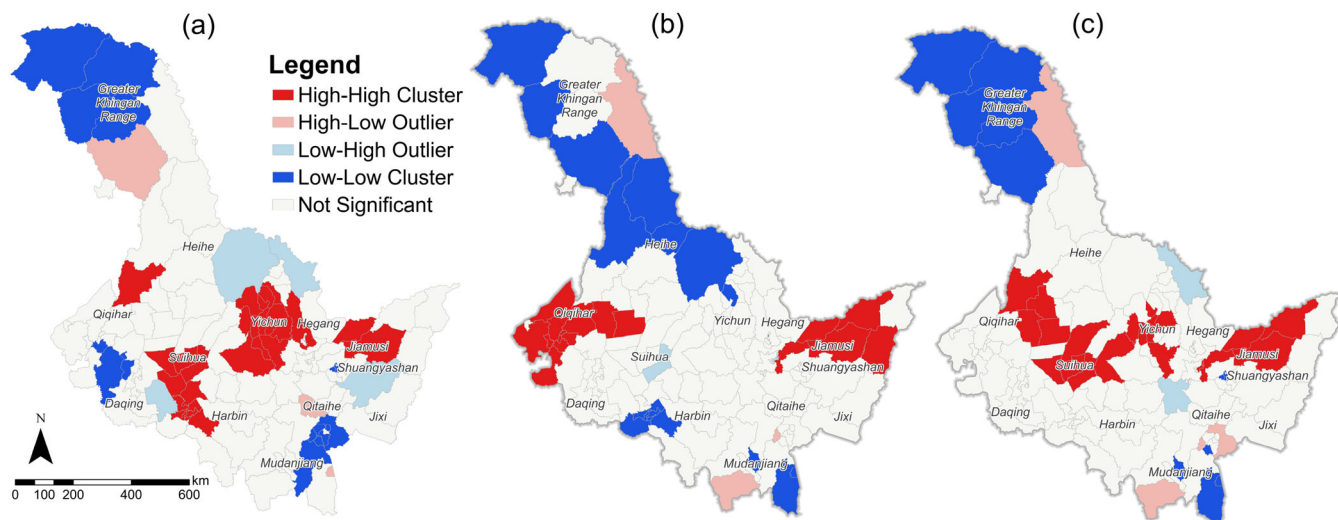 (a)
Legend
High-High Cluster
High-Low Outlier
Low-High Outlier
Low-Low Cluster
Not Significant
Greater
Khingan
Range
Heihe
Qiqihar
Yichun
Hegang
Jiamusi
Suihua
Shuangyashan
Daqing
Harbin
Qitaihe
Jixi
Mudanjiang
N
0 100 200 400 600 km
(b)
Greater
Khingan
Range
Heihe
Qiqihar
Yichun
Hegang
Suihua
Jiamusi
Shuangyashan
Daqing
Harbin
Qitaihe
Jixi
Mudanjiang
(c)
Greater
Khingan
Range
Heihe
Qiqihar
Yichun
Hegang
Suihua
Jiamusi
Shuangyashan
Daqing
Qitaihe
Harbin
Jixi
Mudanjiang